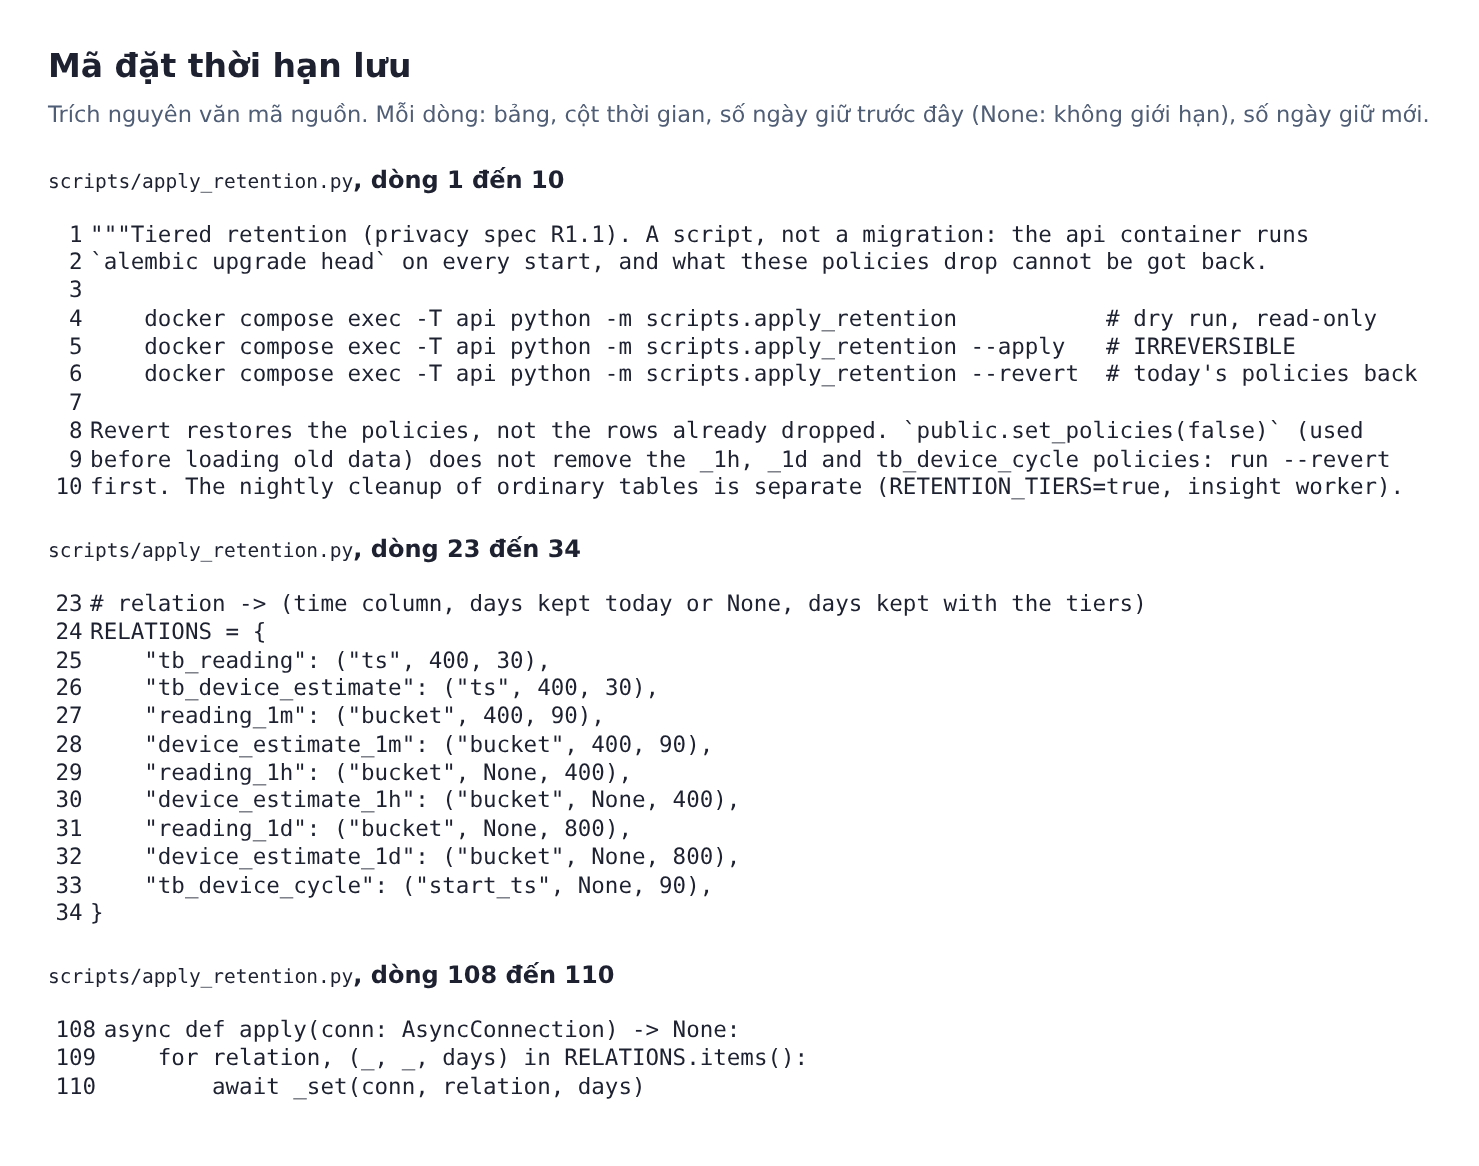 Mã đặt thời hạn lưu
Trích nguyên văn mã nguồn. Mỗi dòng: bảng, cột thời gian, số ngày giữ trước đây (None: không giới hạn), số ngày giữ mới.
scripts/apply_retention.py, dòng 1 đến 10
1 """Tiered retention (privacy spec R1.1). A script, not a migration: the api container runs
2 `alembic upgrade head` on every start, and what these policies drop cannot be got back.
3
4     docker compose exec -T api python -m scripts.apply_retention           # dry run, read-only
5     docker compose exec -T api python -m scripts.apply_retention --apply   # IRREVERSIBLE
6     docker compose exec -T api python -m scripts.apply_retention --revert  # today's policies back
7
8 Revert restores the policies, not the rows already dropped. `public.set_policies(false)` (used
9 before loading old data) does not remove the _1h, _1d and tb_device_cycle policies: run --revert
10 first. The nightly cleanup of ordinary tables is separate (RETENTION_TIERS=true, insight worker).
scripts/apply_retention.py, dòng 23 đến 34
23 # relation -> (time column, days kept today or None, days kept with the tiers)
24 RELATIONS = {
25     "tb_reading": ("ts", 400, 30),
26     "tb_device_estimate": ("ts", 400, 30),
27     "reading_1m": ("bucket", 400, 90),
28     "device_estimate_1m": ("bucket", 400, 90),
29     "reading_1h": ("bucket", None, 400),
30     "device_estimate_1h": ("bucket", None, 400),
31     "reading_1d": ("bucket", None, 800),
32     "device_estimate_1d": ("bucket", None, 800),
33     "tb_device_cycle": ("start_ts", None, 90),
34 }
scripts/apply_retention.py, dòng 108 đến 110
108 async def apply(conn: AsyncConnection) -> None:
109     for relation, (_, _, days) in RELATIONS.items():
110         await _set(conn, relation, days)